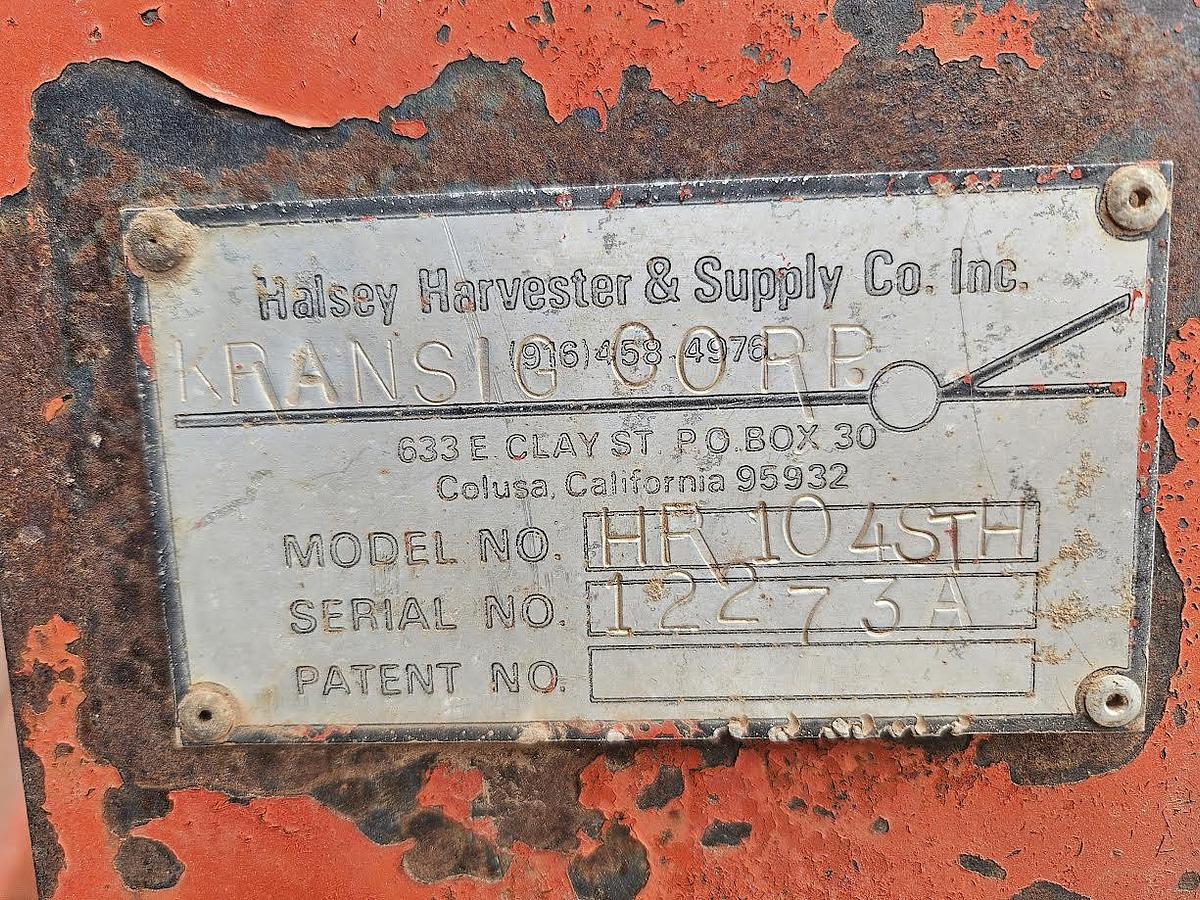 Halsey Harvester & Supply Co. Inc.
(916) 458-4976
KRANSIG CORP.
633 E. CLAY ST. P.O. BOX 30
Colusa, California 95932
MODEL NO. HR 104STH
SERIAL NO. 12273A
PATENT NO.